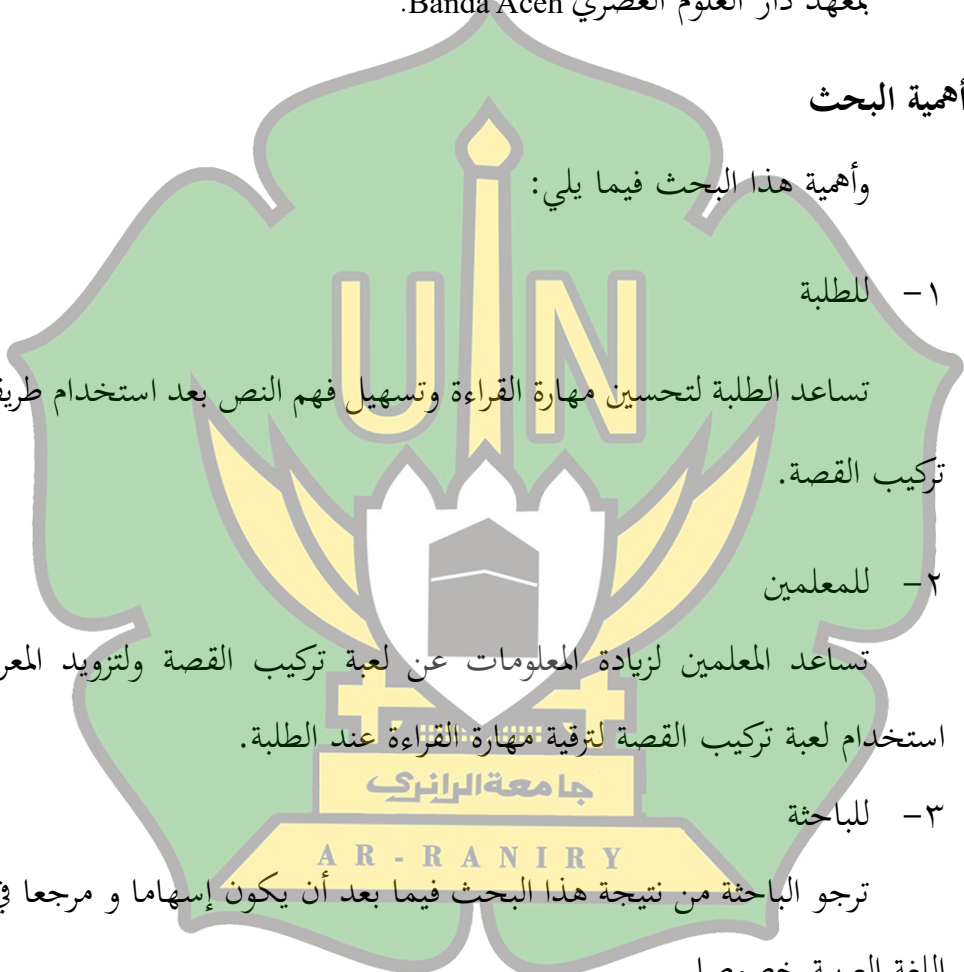 بمعهد دار العلوم العصري Banda Aceh.
أهمية البحث
وأهمية هذا البحث فيما يلي:
١- للطلبة
تساعد الطلبة لتحسين مهارة القراءة وتسهيل فهم النص بعد استخدام
تركيب القصة.
٢- للمعلمين
تساعد المعلمين لزيادة المعلومات عن لعبة تركيب القصة ولتزويد
استخدام لعبة تركيب القصة لترقية مهارة القراءة عند الطلبة.
٣- للباحثة
ترجو الباحثة من نتيجة هذا البحث فيما بعد أن يكون إسهاما و مرجعا في
UIN
جامعة الرانري
AR-RANIRY